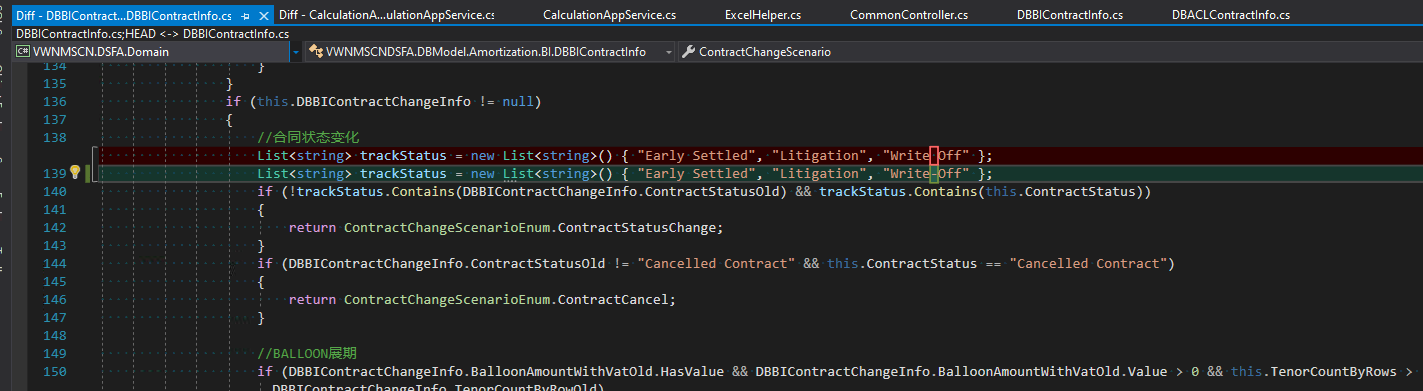 Diff - DBBIContract...DBBIContractInfo.cs Diff - CalculationA...ulationAppService.cs CalculationAppService.cs ExcelHelper.cs CommonController.cs DBBIContractInfo.cs DBACLContractInfo.cs
DBBIContractInfo.cs;HEAD <-> DBBIContractInfo.cs
C# VWNMSCN.DSFA.Domain VWNMSCNDSFA.DBModel.Amortization.BI.DBBIContractInfo ContractChangeScenario
134 }
135 }
136 if (this.DBBIContractChangeInfo != null)
137 {
138 //合同状态变化
List<string> trackStatus = new List<string>() { "Early Settled", "Litigation", "Write Off" };
139 List<string> trackStatus = new List<string>() { "Early Settled", "Litigation", "Write-Off" };
140 if (!trackStatus.Contains(DBBIContractChangeInfo.ContractStatusOld) && trackStatus.Contains(this.ContractStatus))
141 {
142 return ContractChangeScenarioEnum.ContractStatusChange;
143 }
144 if (DBBIContractChangeInfo.ContractStatusOld != "Cancelled Contract" && this.ContractStatus == "Cancelled Contract")
145 {
146 return ContractChangeScenarioEnum.ContractCancel;
147 }
148
149 //BALLOON展期
150 if (DBBIContractChangeInfo.BalloonAmountWithVatOld.HasValue && DBBIContractChangeInfo.BalloonAmountWithVatOld.Value > 0 && this.TenorCountByRows >
DBBIContractChangeInfo.TenorCountByRowOld)